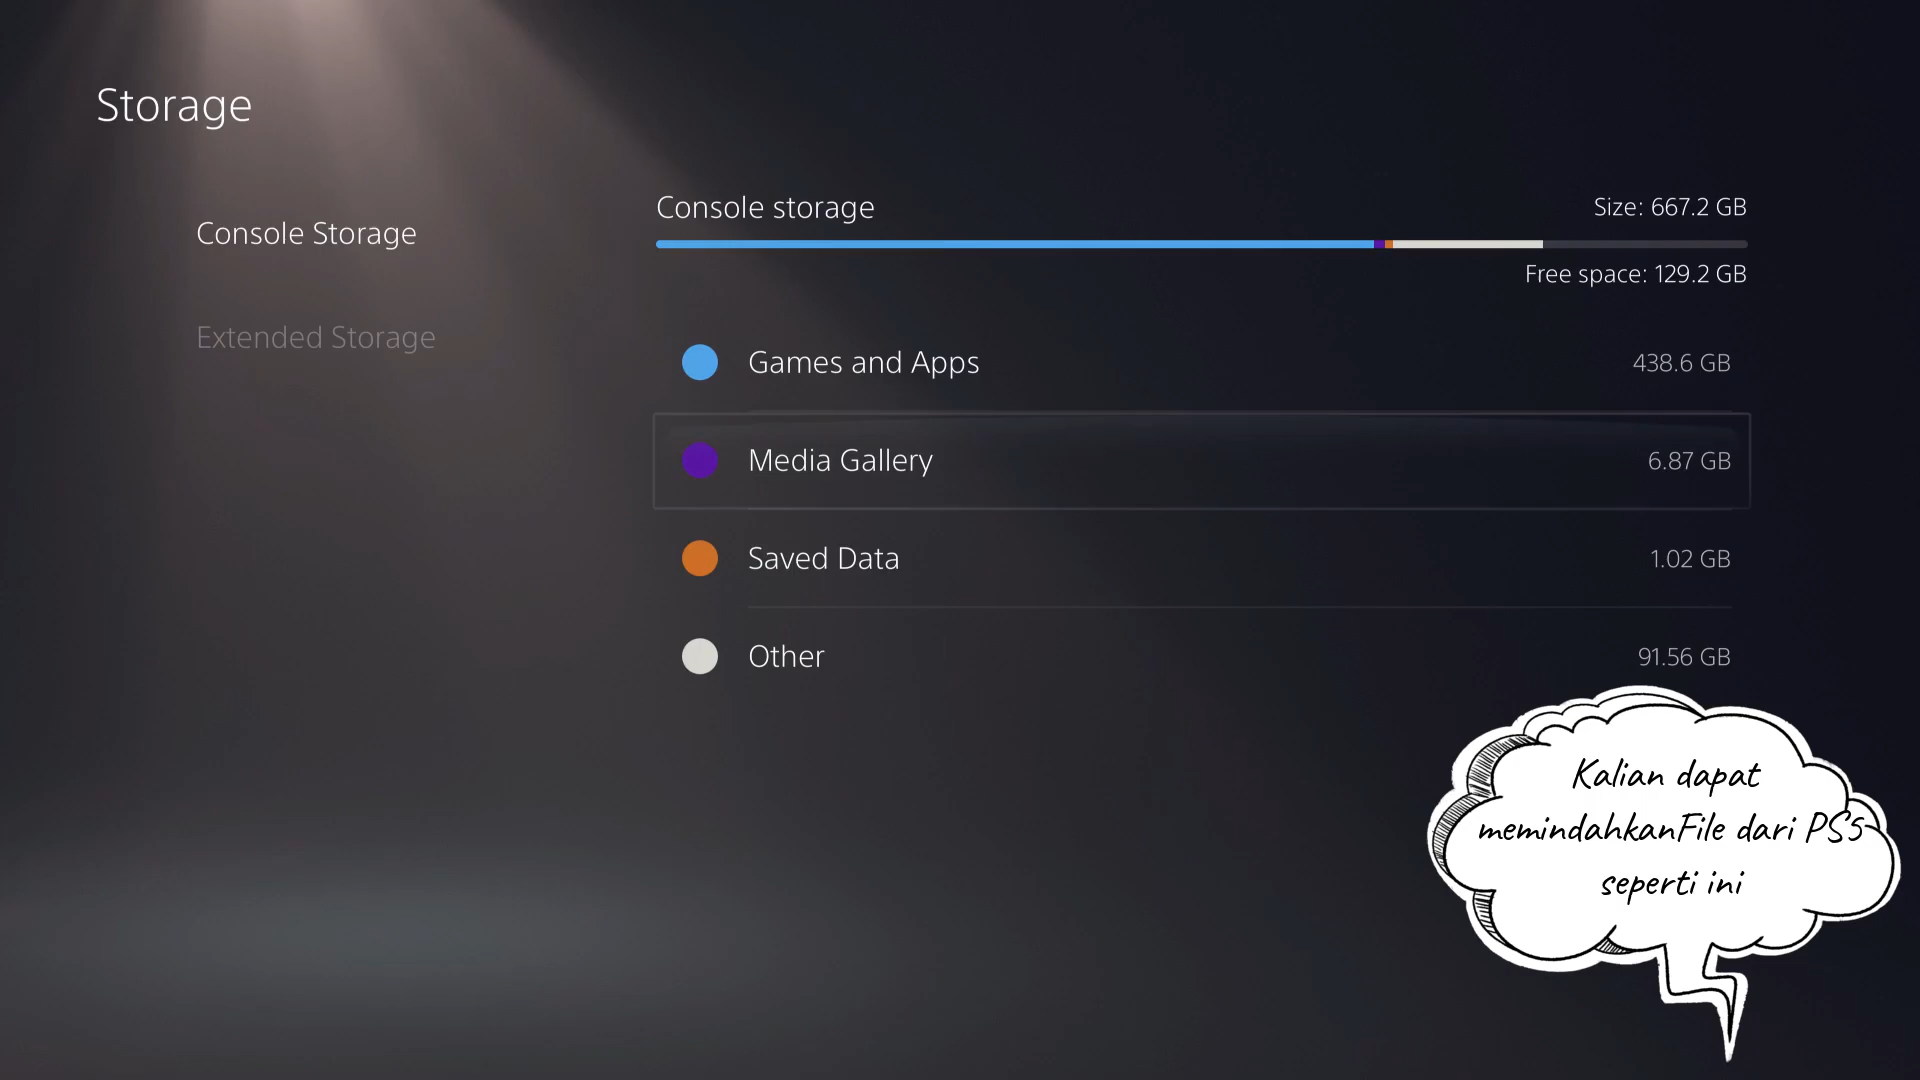 Storage
Console Storage
Extended Storage
Console storage
Size: 667.2 GB
Free space: 129.2 GB
Games and Apps
438.6 GB
Media Gallery
6.87 GB
Saved Data
1.02 GB
Other
91.56 GB
Kalian dapat
memindahkanFile dari PS5
seperti ini